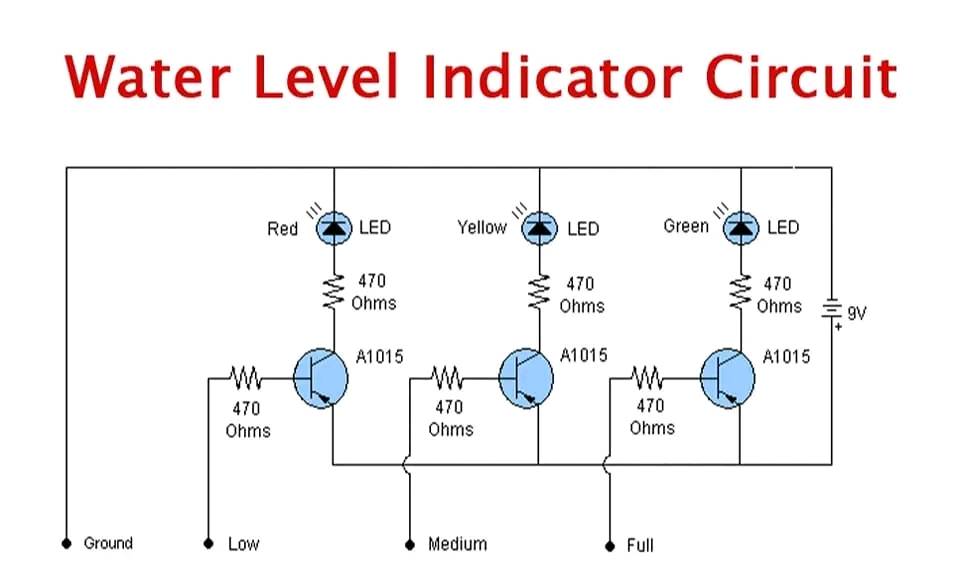 Water Level Indicator Circuit
Red
LED
Yellow
LED
Green
LED
470
Ohms
470
Ohms
470
Ohms
9V
+
A1015
A1015
A1015
470
Ohms
470
Ohms
470
Ohms
Ground
Low
Medium
Full